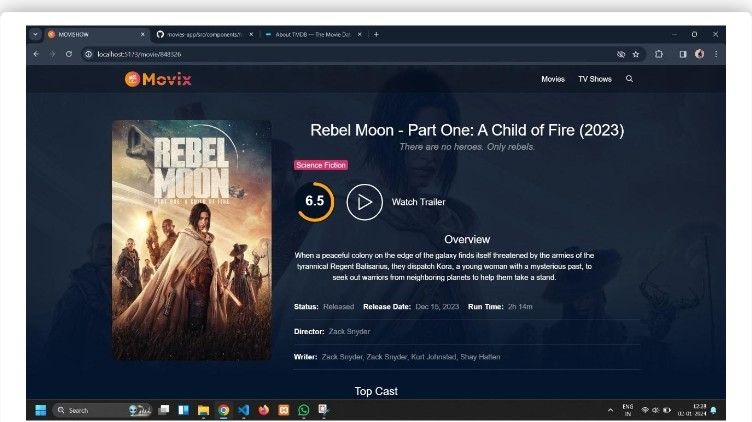 MOVIEHOW
movies-app/src/components/h
About TMDB — The Movie Dat
localhost:5173/movie/848326
Movix
Movies TV Shows
REBEL
MOON
PART ONE: A CHILD OF FIRE
Rebel Moon - Part One: A Child of Fire (2023)
There are no heroes. Only rebels.
Science Fiction
6.5
Watch Trailer
Overview
When a peaceful colony on the edge of the galaxy finds itself threatened by the armies of the
tyrannical Regent Balisarius, they dispatch Kora, a young woman with a mysterious past, to
seek out warriors from neighboring planets to help them take a stand.
Status: Released Release Date: Dec 15, 2023 Run Time: 2h 14m
Director: Zack Snyder
Writer: Zack Snyder, Zack Snyder, Kurt Johnstad, Shay Hatten
Top Cast
Search
ENG
IN
12:28
02-01-2024